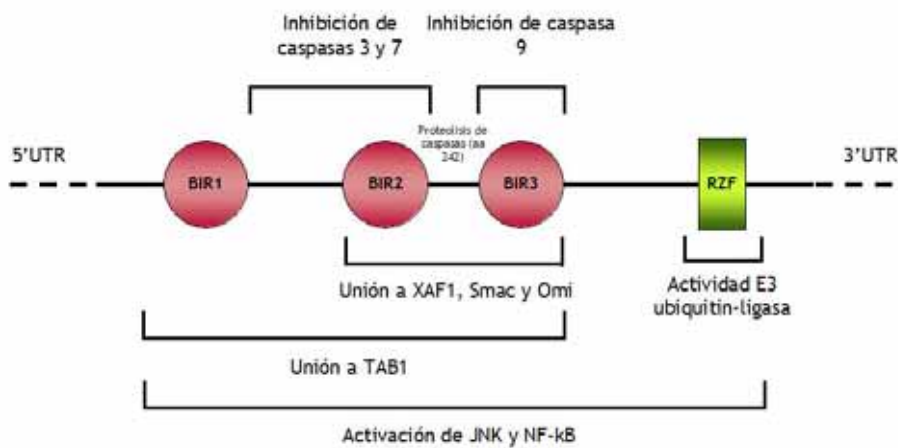 Inhibición de
caspasas 3 y 7
Inhibición de caspasa
9
Proteolisis de
caspasas (aa
242)
5'UTR
3'UTR
BIR1
BIR2
BIR3
RZF
Unión a XAF1, Smac y Omi
Actividad E3
ubiquitin-ligasa
Unión a TAB1
Activación de JNK y NF-kB